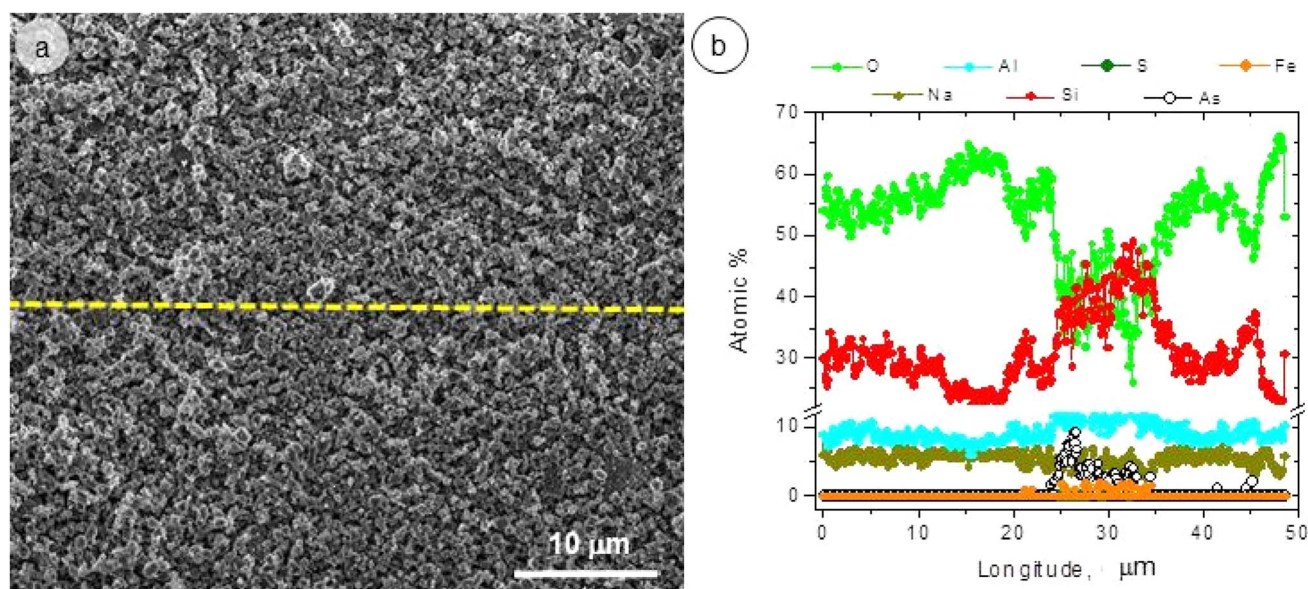 a
10 μm
b
O Al S Fe
Na Si As
70
60
50
40
30
10
0
Atomic %
0 10 20 30 40 50
Longitude, μm